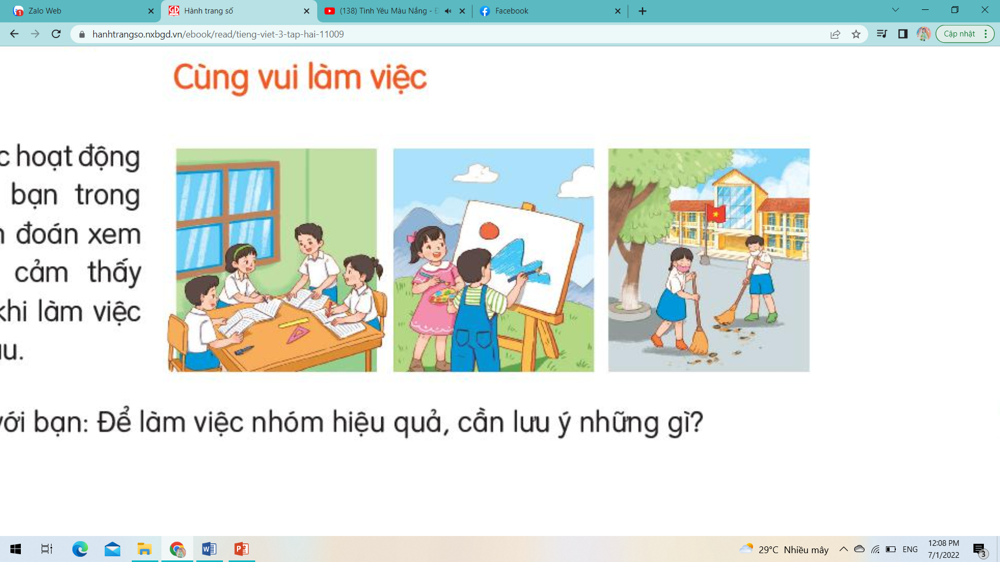 Zalo Web
Hành trang số
(138) Tình Yêu Màu Nắng - Đ
Facebook
hanhtrangso.nxbgd.vn/ebook/read/tieng-viet-3-tap-hai-11009
Cập nhật
Cùng vui làm việc
c hoạt động
bạn trong
đoán xem
cảm thấy
khi làm việc
au.
với bạn: Để làm việc nhóm hiệu quả, cần lưu ý những gì?
29°C Nhiều mây
ENG
12:08 PM
7/1/2022
3